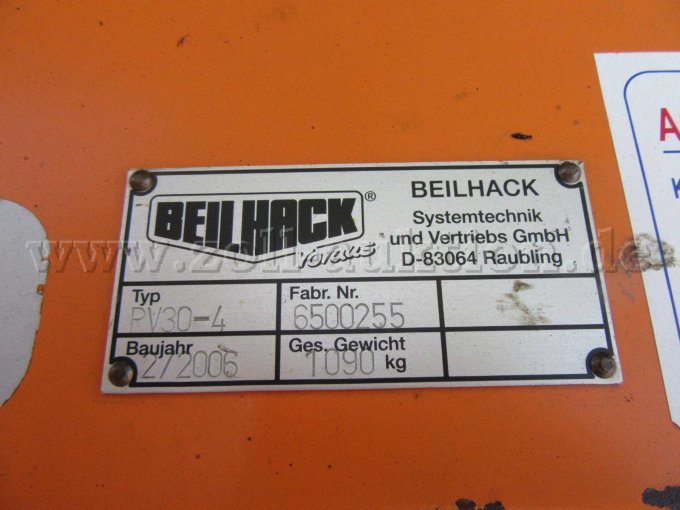 BEILHACK®
voraus
BEILHACK
Systemtechnik
und Vertriebs GmbH
D-83064 Raubling
www.zollauktion.de
Typ
PV30-4
Fabr. Nr.
6500255
Baujahr
2/2006
Ges. Gewicht
1090 kg
A
K